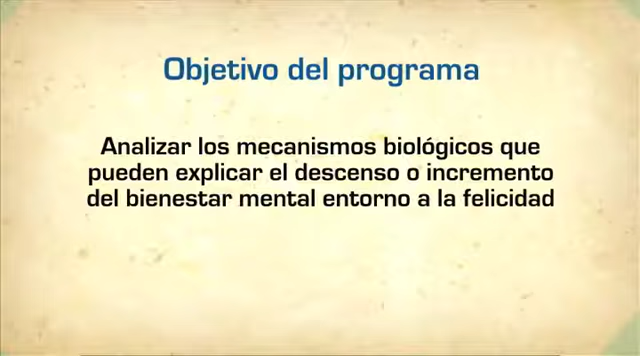 Objetivo del programa
Analizar los mecanismos biológicos que
pueden explicar el descenso o incremento
del bienestar mental entorno a la felicidad